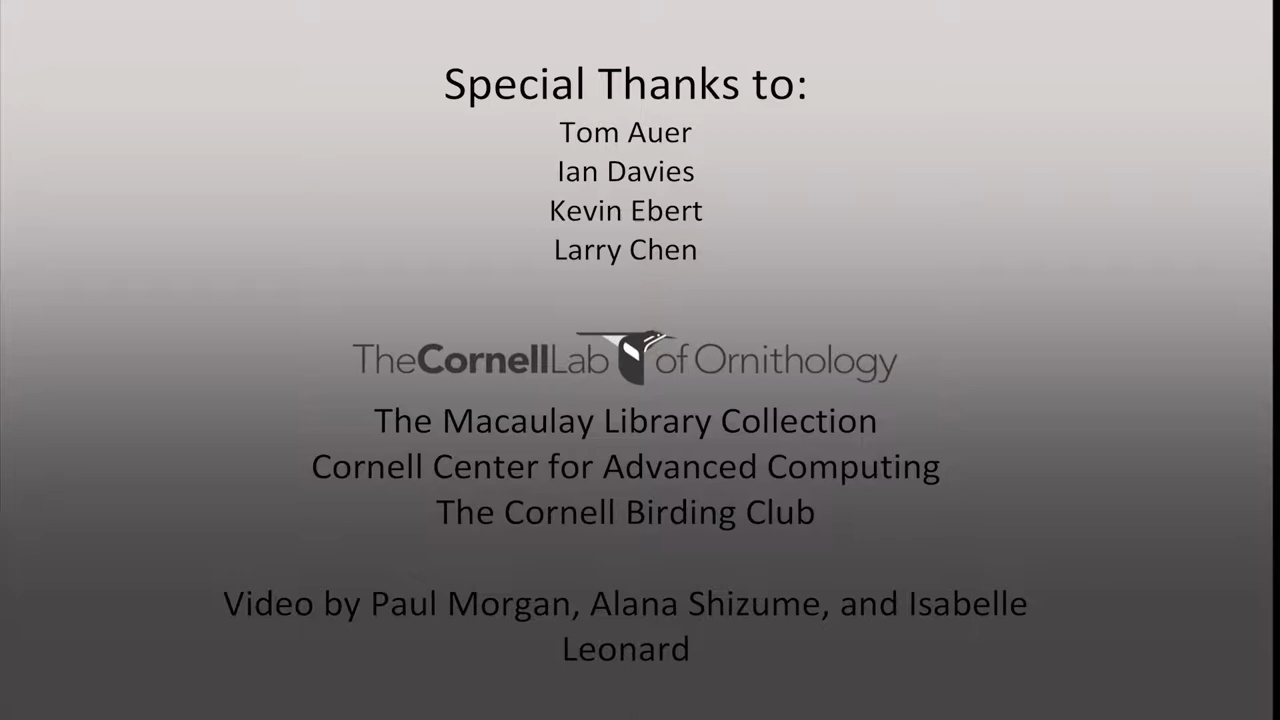 Special Thanks to:
Tom Auer
Ian Davies
Kevin Ebert
Larry Chen
TheCornellLab of Ornithology
The Macaulay Library Collection
Cornell Center for Advanced Computing
The Cornell Birding Club
Video by Paul Morgan, Alana Shizume, and Isabelle
Leonard